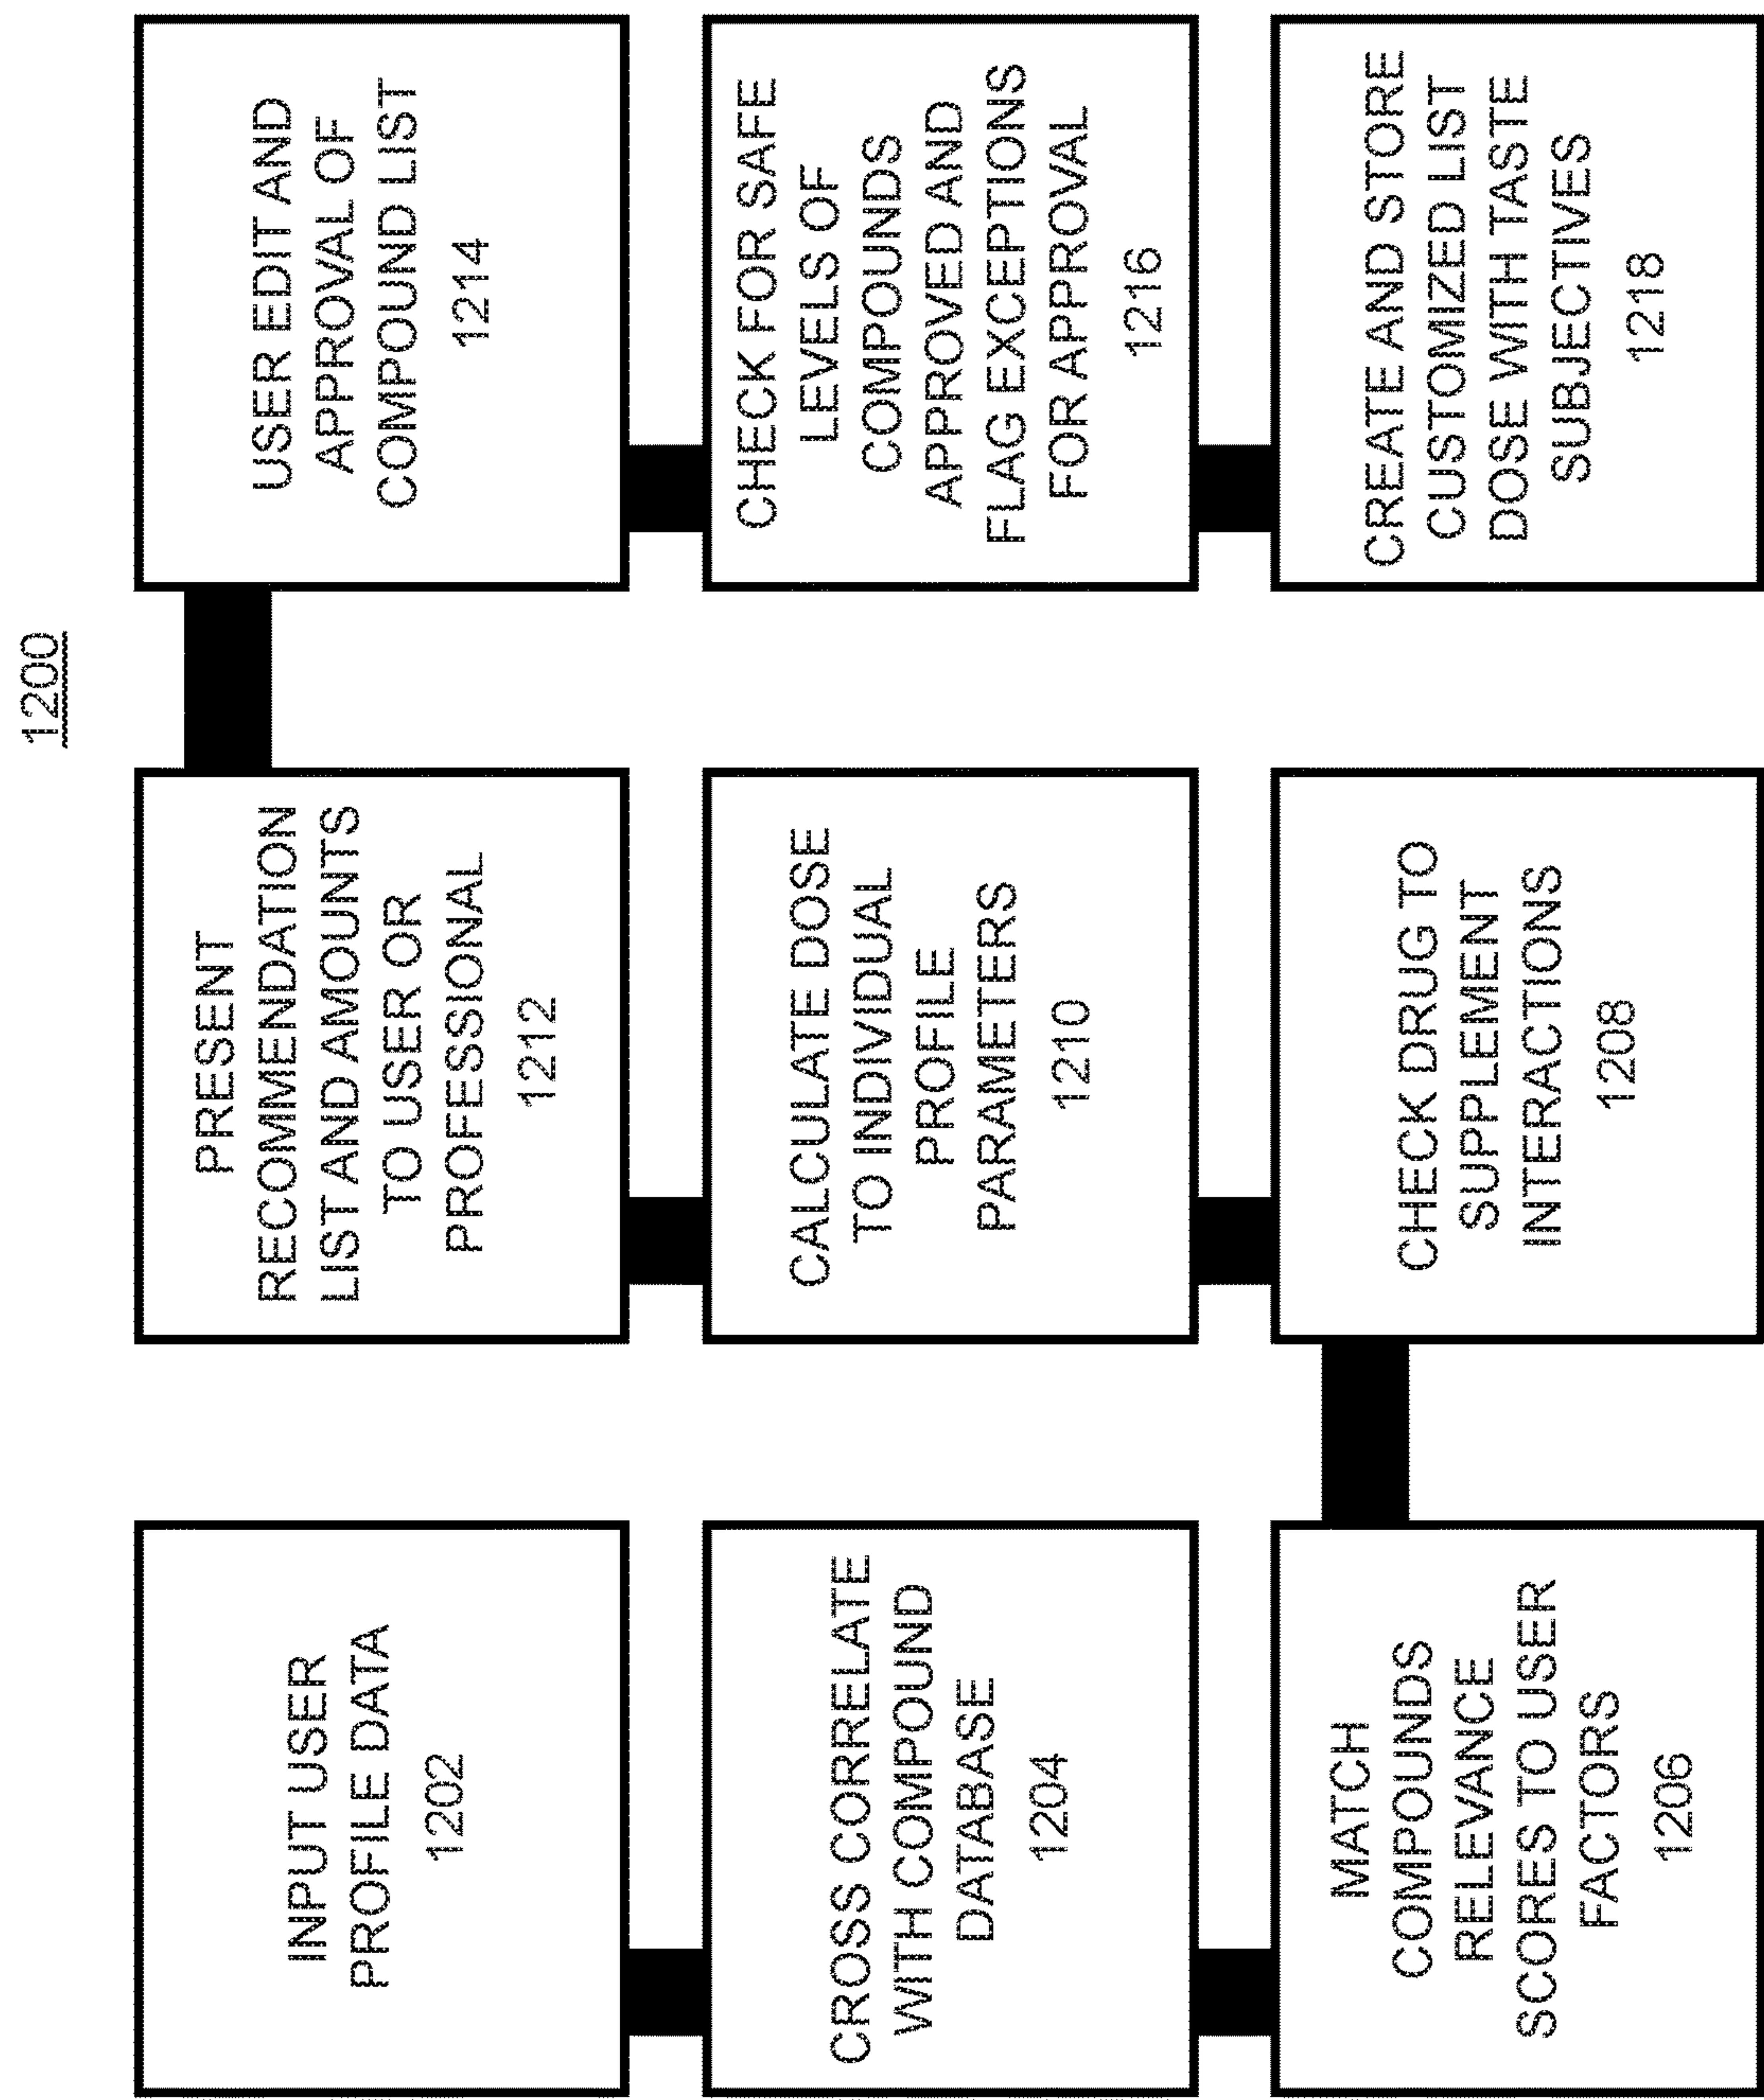 1200
INPUT USER
PROFILE DATA
1202
CROSS CORRELATE
WITH COMPOUND
DATABASE
1204
MATCH
COMPOUNDS
RELEVANCE
SCORES TO USER
FACTORS
1206
CHECK DRUG TO
SUPPLEMENT
INTERACTIONS
1208
CALCULATE DOSE
TO INDIVIDUAL
PROFILE
PARAMETERS
1210
PRESENT
RECOMMENDATION
LIST AND AMOUNTS
TO USER OR
PROFESSIONAL
1212
USER EDIT AND
APPROVAL OF
COMPOUND LIST
1214
CHECK FOR SAFE
LEVELS OF
COMPOUNDS
APPROVED AND
FLAG EXCEPTIONS
FOR APPROVAL
1216
CREATE AND STORE
CUSTOMIZED LIST
DOSE WITH TASTE
SUBJECTIVES
1218